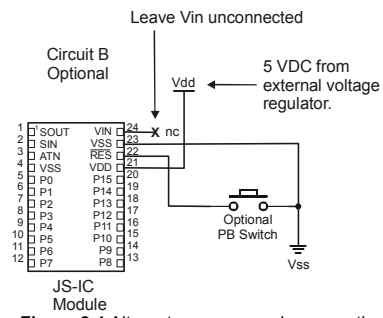 Leave Vin unconnected
Circuit B
Optional
Vdd
5 VDC from
external voltage
regulator.
X nc
1 SOUT VIN 24
2 SIN VSS 23
3 ATN RES 22
4 VSS VDD 21
5 P0 P15 20
6 P1 P14 19
7 P2 P13 18
8 P3 P12 17
9 P4 P11 16
10 P5 P10 15
11 P6 P9 14
12 P7 P8 13
Optional
PB Switch
Vss
JS-IC
Module